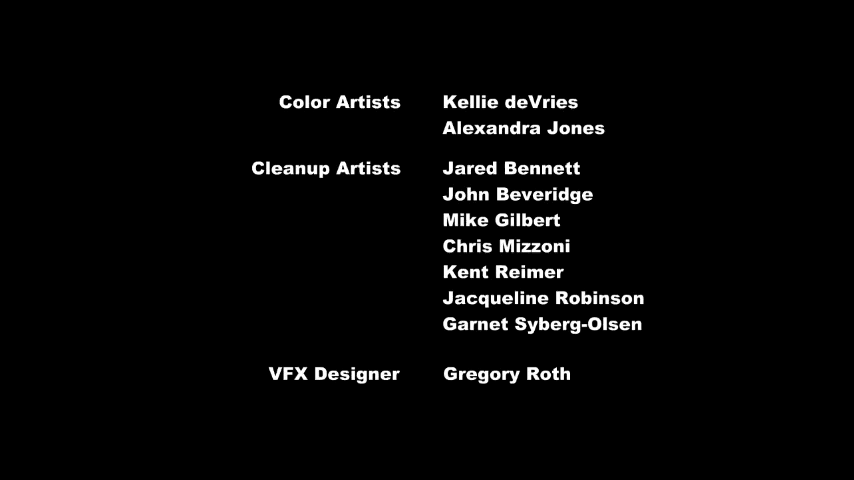 Color Artists Kellie deVries
Alexandra Jones
Cleanup Artists Jared Bennett
John Beveridge
Mike Gilbert
Chris Mizzoni
Kent Reimer
Jacqueline Robinson
Garnet Syberg-Olsen
VFX Designer Gregory Roth